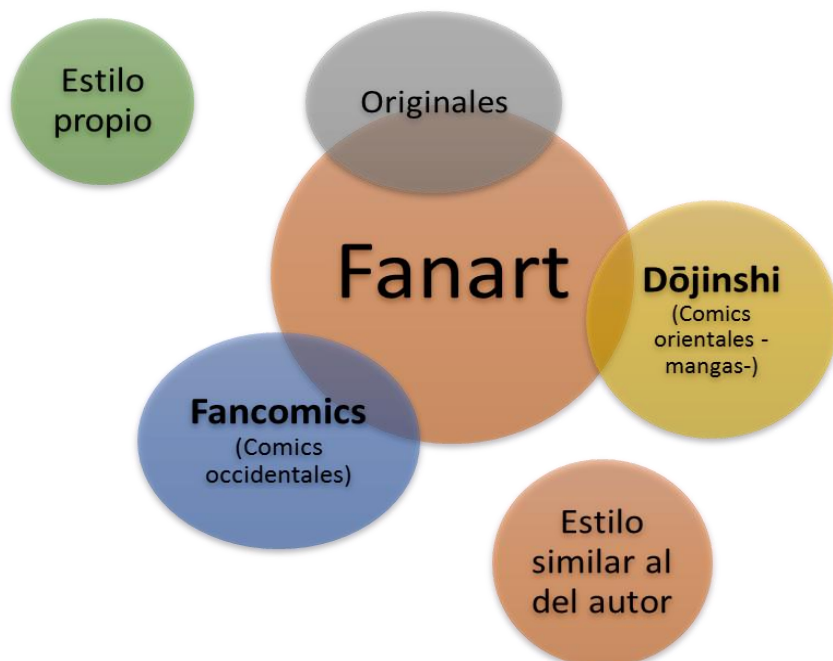 Estilo
propio
Originales
Fanart
Dōjinshi
(Comics
orientales -
mangas-)
Fancomics
(Comics
occidentales)
Estilo
similar al
del autor